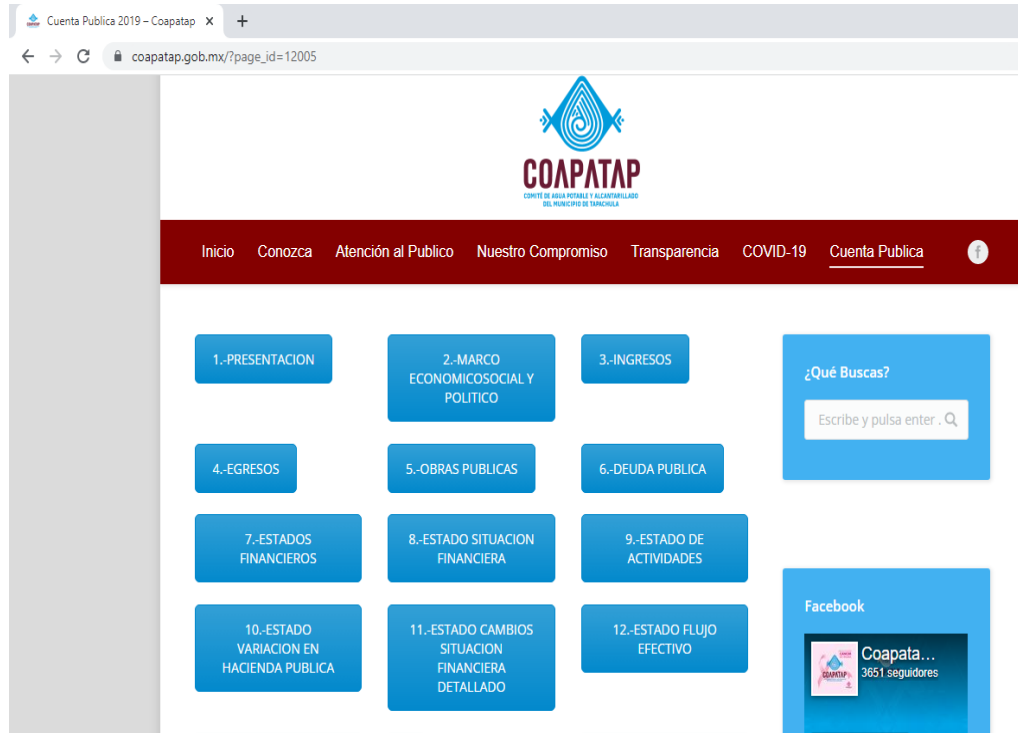 Cuenta Publica 2019 – Coapatap
coapatap.gob.mx/?page_id=12005
COAPATAP
COMITÉ DE AGUA POTABLE Y ALCANTARILLADO
DEL MUNICIPIO DE TAPACHULA
Inicio Conozca Atención al Publico Nuestro Compromiso Transparencia COVID-19 Cuenta Publica
1.-PRESENTACION
2.-MARCO
ECONOMICOSOCIAL Y
POLITICO
3.-INGRESOS
4.-EGRESOS
5.-OBRAS PUBLICAS
6.-DEUDA PUBLICA
7.-ESTADOS
FINANCIEROS
8.-ESTADO SITUACION
FINANCIERA
9.-ESTADO DE
ACTIVIDADES
10.-ESTADO
VARIACION EN
HACIENDA PUBLICA
11.-ESTADO CAMBIOS
SITUACION
FINANCIERA
DETALLADO
12.-ESTADO FLUJO
EFECTIVO
¿Qué Buscas?
Escribe y pulsa enter .
Facebook
Coapata...
3651 seguidores
COAPATAP